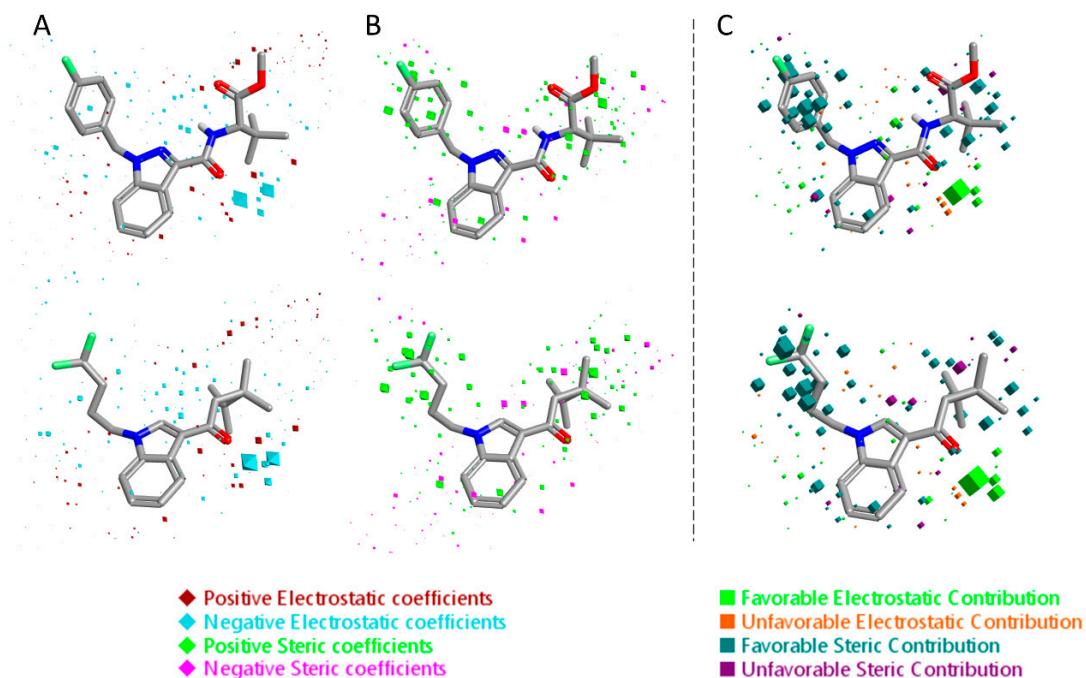 A
B
C
Positive Electrostatic coefficients
Negative Electrostatic coefficients
Positive Steric coefficients
Negative Steric coefficients
Favorable Electrostatic Contribution
Unfavorable Electrostatic Contribution
Favorable Steric Contribution
Unfavorable Steric Contribution